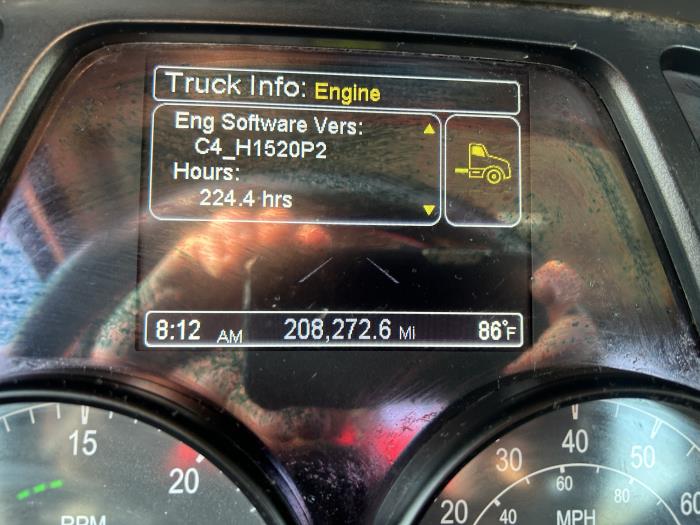 Truck Info: Engine
Eng Software Vers:
C4_H1520P2
Hours:
224.4 hrs
8:12 AM 208,272.6 Mi 86°F
15
20
RPM
20
30
40
50
60
40
60
80
MPH